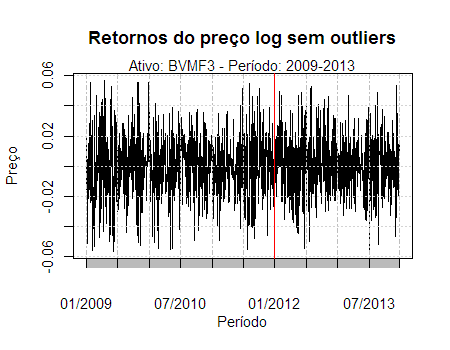 Retornos do preço log sem outliers
Ativo: BVMF3 - Período: 2009-2013
Preço
0.06
0.02
-0.02
-0.06
01/2009 07/2010 01/2012 07/2013
Período